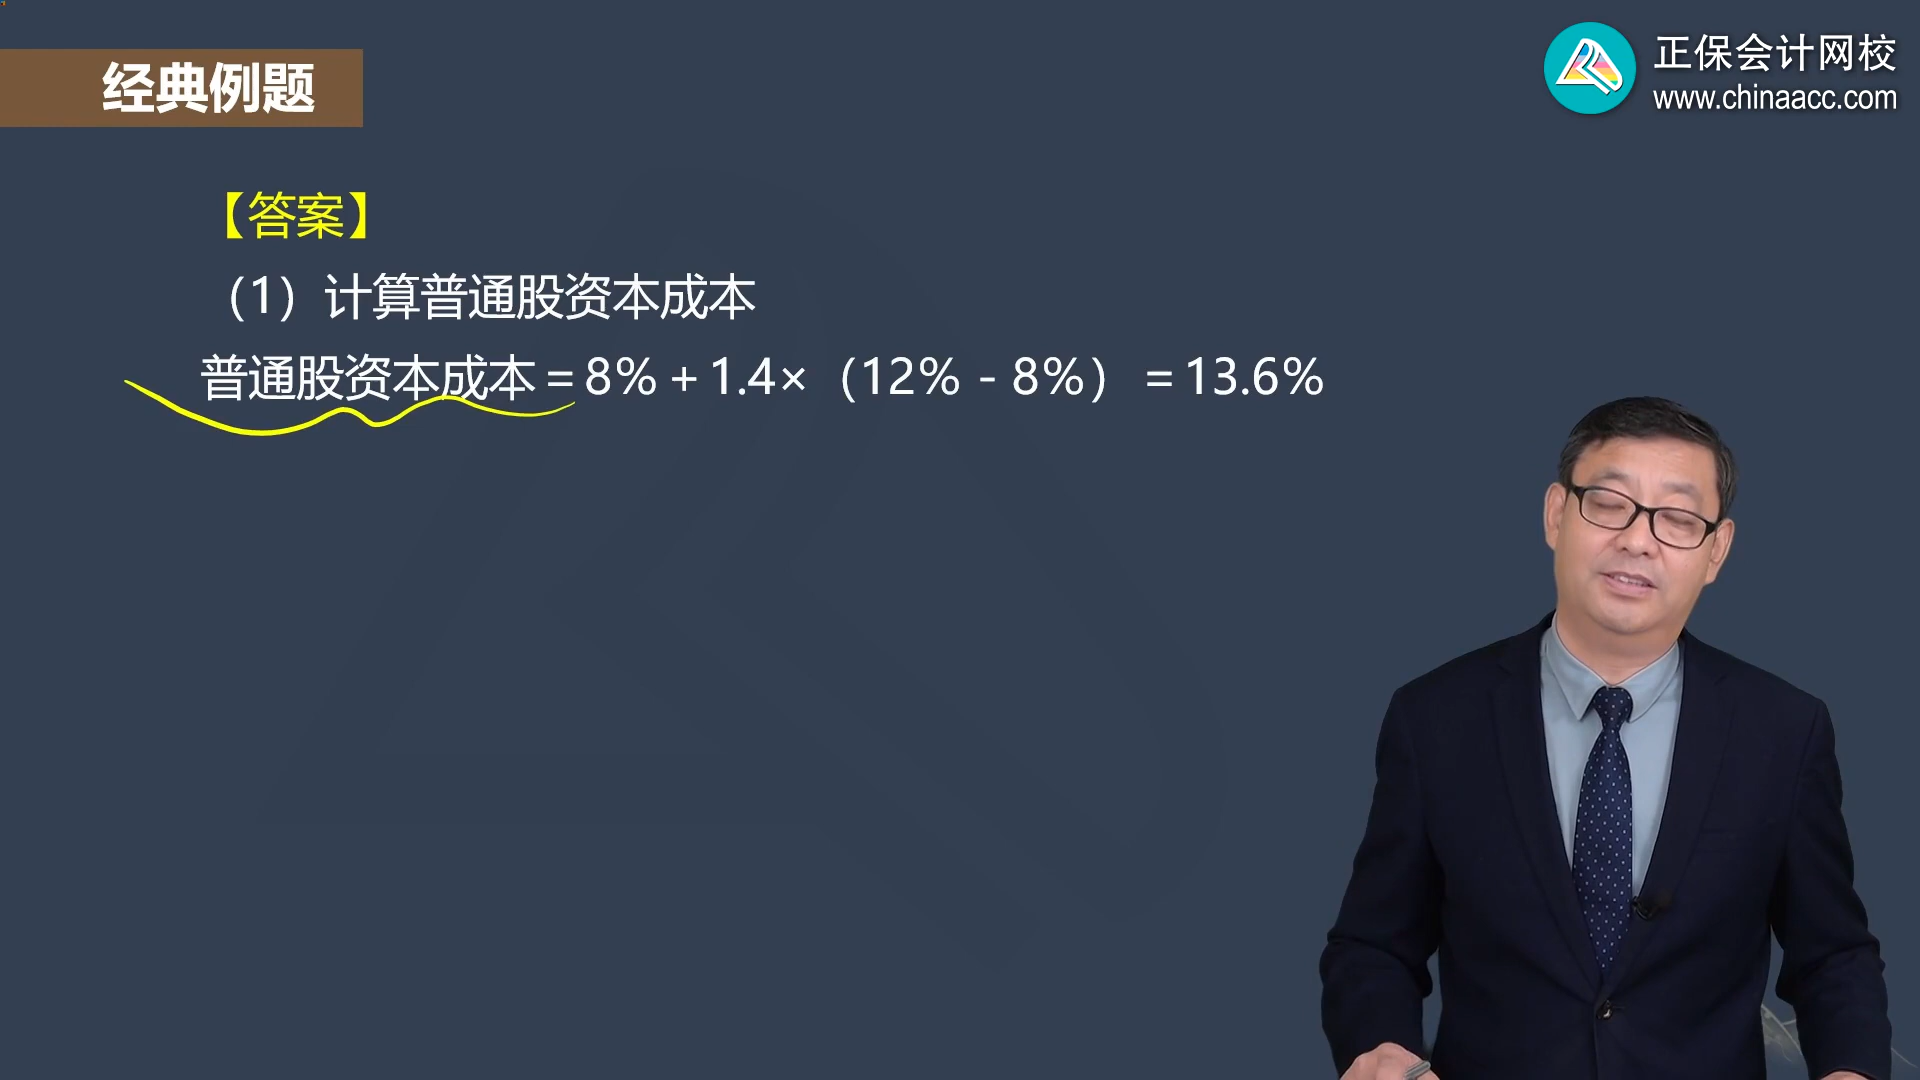 经典例题
正保会计网校
www.chinaacc.com
【答案】
（1）计算普通股资本成本
普通股资本成本＝8%＋1.4×（12%－8%）＝13.6%